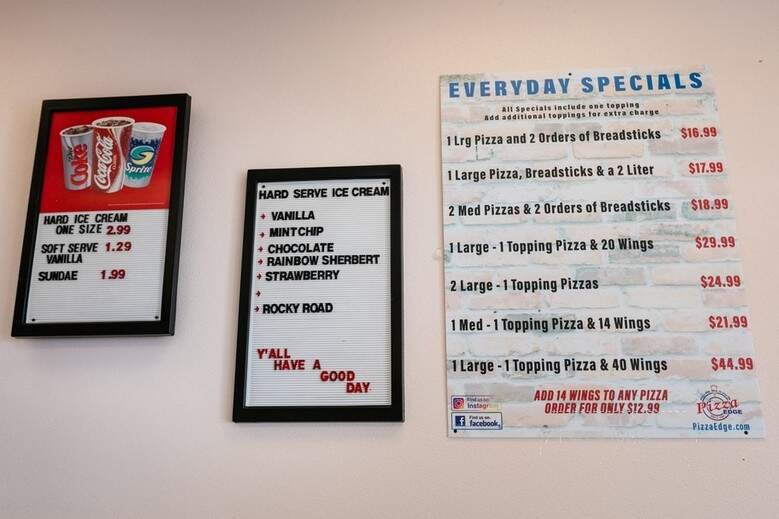 Coke
Coca-Cola
Sprite
HARD ICE CREAM
ONE SIZE 2.99
SOFT SERVE 1.29
VANILLA
SUNDAE 1.99
HARD SERVE ICE CREAM
VANILLA
MINTCHIP
CHOCOLATE
RAINBOW SHERBERT
STRAWBERRY
ROCKY ROAD
Y'ALL
HAVE A
GOOD
DAY
EVERYDAY SPECIALS
All Specials include one topping
Add additional toppings for extra charge
1 Lrg Pizza and 2 Orders of Breadsticks $16.99
1 Large Pizza, Breadsticks & a 2 Liter $17.99
2 Med Pizzas & 2 Orders of Breadsticks $18.99
1 Large - 1 Topping Pizza & 20 Wings $29.99
2 Large - 1 Topping Pizzas $24.99
1 Med - 1 Topping Pizza & 14 Wings $21.99
1 Large - 1 Topping Pizza & 40 Wings $44.99
Find us on
Instagram
Find us on
facebook
ADD 14 WINGS TO ANY PIZZA
ORDER FOR ONLY $12.99
Pizza
EDGE
PizzaEdge.com